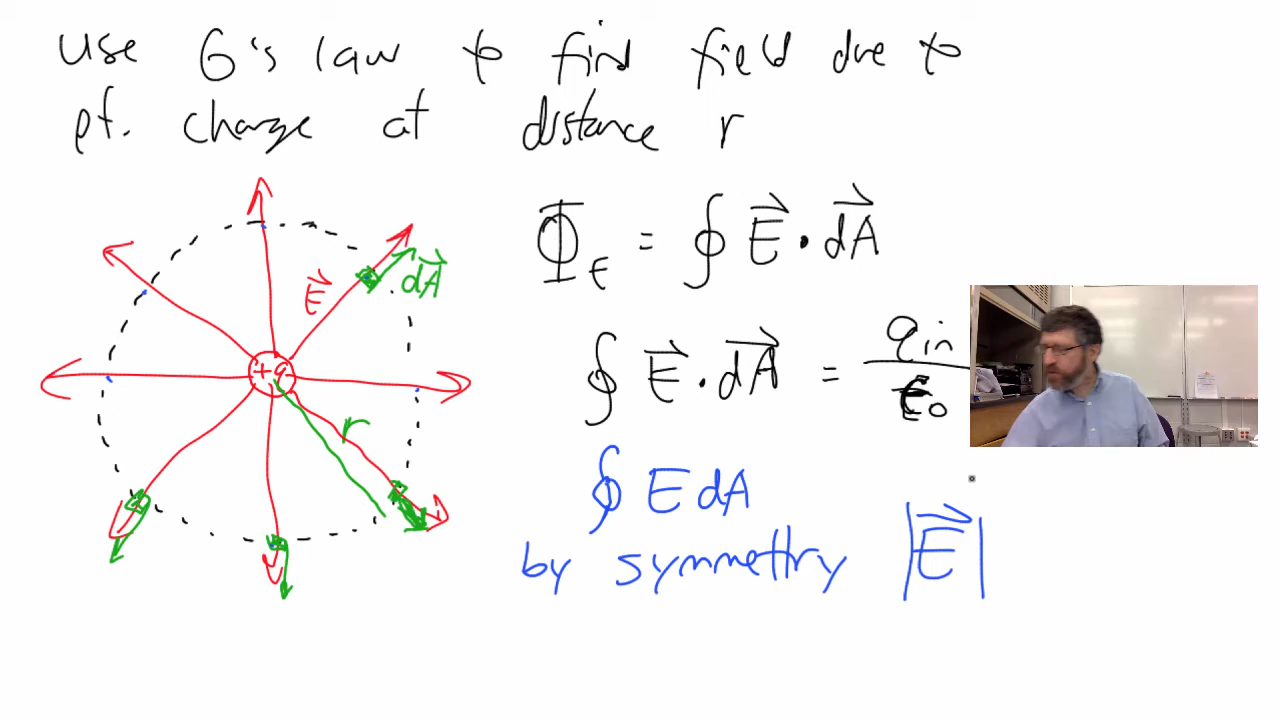 use G's law to find field due to
pt. charge at distance r
Φ_E = ∮ E⃗ · dA⃗
E⃗
dA⃗
+q
r
∮ E⃗ · dA⃗ = q_in / ε₀
∮ E dA
by symmettry |E⃗|